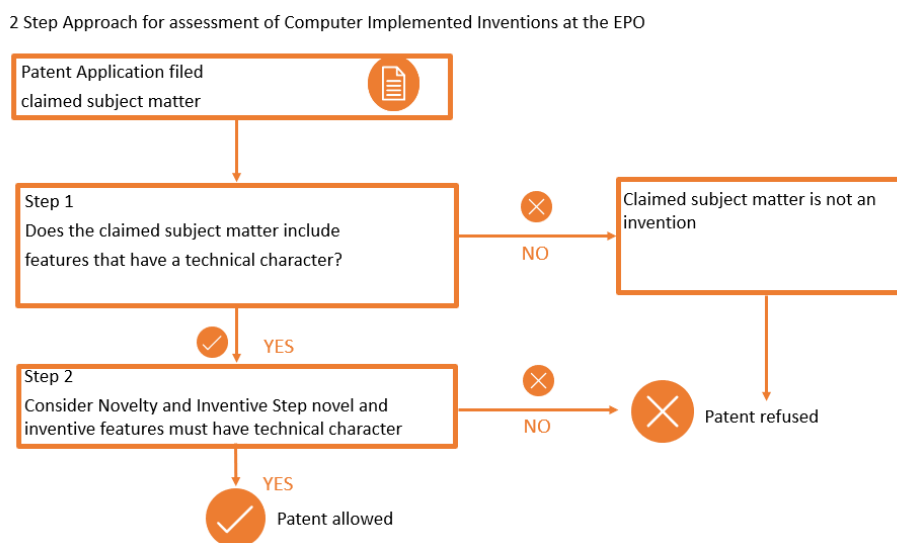 2 Step Approach for assessment of Computer Implemented Inventions at the EPO
Patent Application filed
claimed subject matter
Step 1
Does the claimed subject matter include
features that have a technical character?
NO
Claimed subject matter is not an
invention
YES
Step 2
Consider Novelty and Inventive Step novel and
inventive features must have technical character
NO
Patent refused
YES
Patent allowed